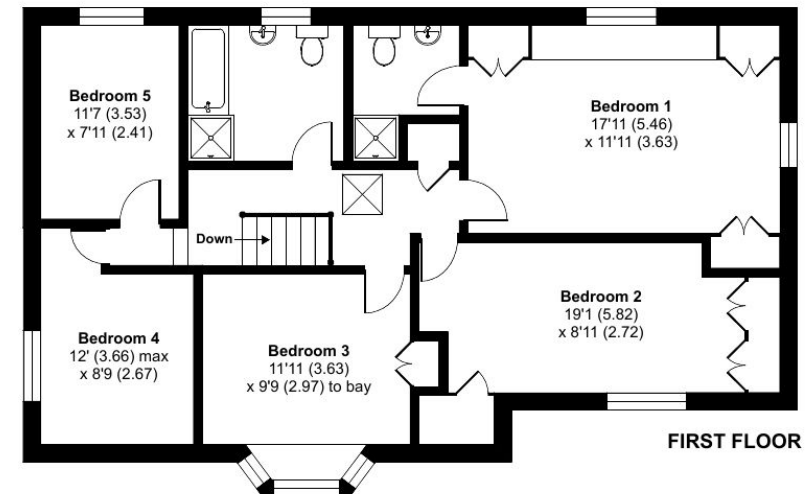 Bedroom 5
11'7 (3.53)
x 7'11 (2.41)
Bedroom 1
17'11 (5.46)
x 11'11 (3.63)
Down
Bedroom 4
12' (3.66) max
x 8'9 (2.67)
Bedroom 3
11'11 (3.63)
x 9'9 (2.97) to bay
Bedroom 2
19'1 (5.82)
x 8'11 (2.72)
FIRST FLOOR